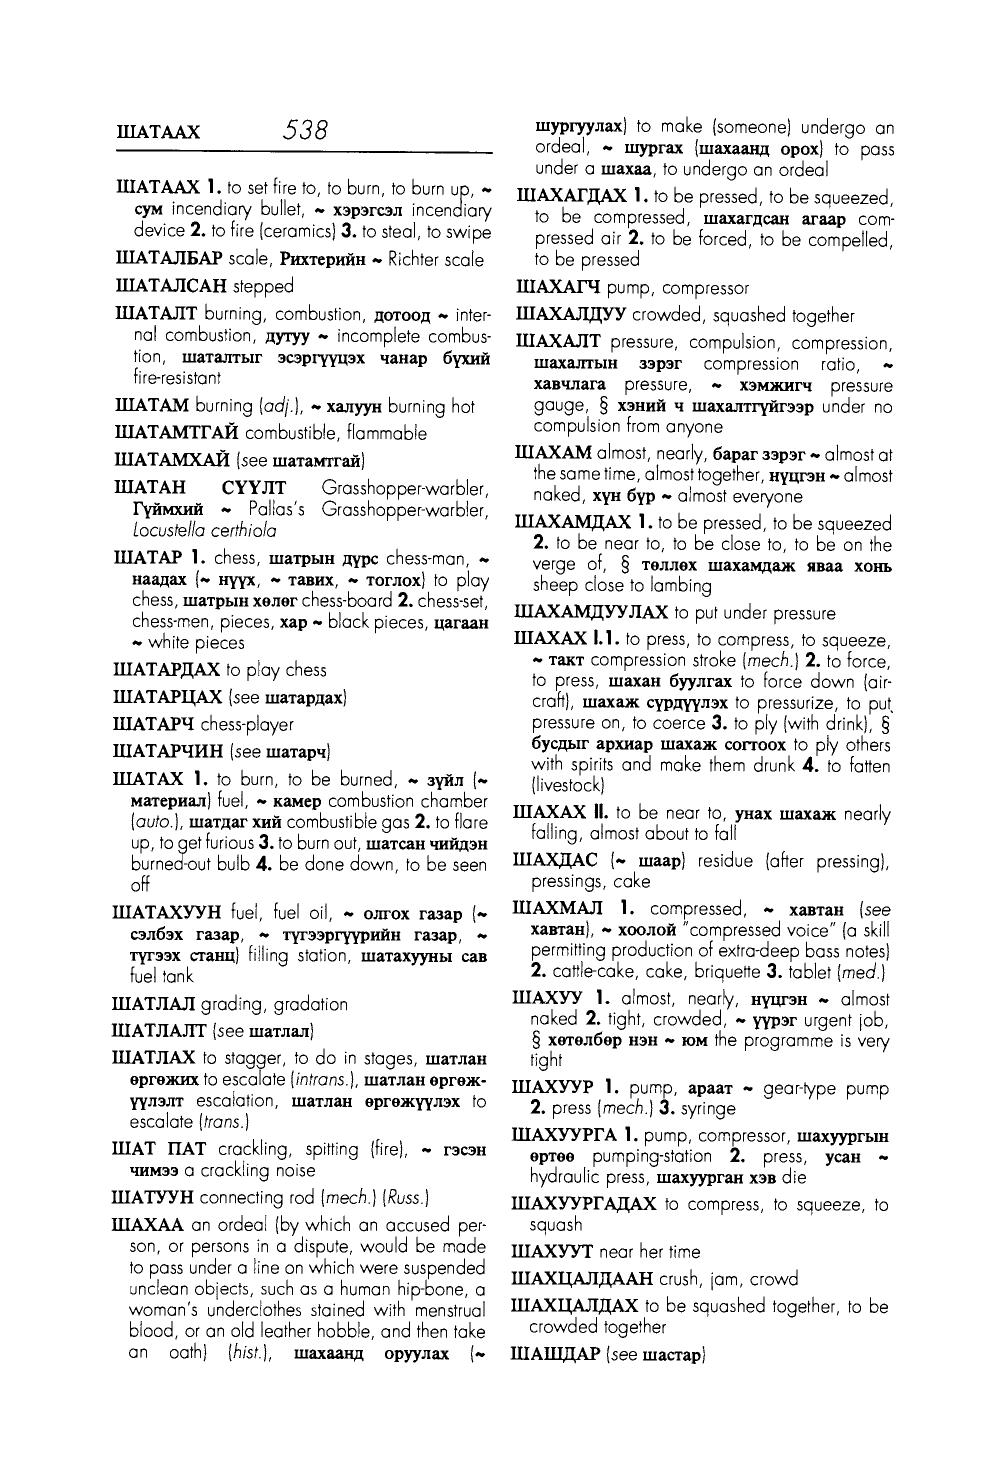 ШАТААХ 538
ШАТААХ 1. to set fire to, to burn, to burn up, ~
сум incendiary bullet, ~ хэрэгсэл incendiary
device 2. to fire (ceramics) 3. to steal, to swipe
ШАТАЛБАР scale, Рихтерийн ~ Richter scale
ШАТАЛСАН stepped
ШАТАЛТ burning, combustion, дотоод ~ inter-
nal combustion, дутуу ~ incomplete combus-
tion, шаталтыг эсэргүүцэх чанар бүхий
fire-resistant
ШАТАМ burning (adj.), ~ халуун burning hot
ШАТАМТГАЙ combustible, flammable
ШАТАМХАЙ (see шатамтгай)
ШАТАН СҮҮЛТ Grasshopper-warbler,
Гүймхий ~ Pallas's Grasshopper-warbler,
Locustella certhiola
ШАТАР 1. chess, шатрын дүрс chess-man, ~
наадах (~ нүүх, ~ тавих, ~ тоглох) to play
chess, шатрын хөлөг chess-board 2. chess-set,
chess-men, pieces, хар ~ black pieces, цагаан
~ white pieces
ШАТАРДАХ to play chess
ШАТАРЦАХ (see шатардах)
ШАТАРЧ chess-player
ШАТАРЧИН (see шатарч)
ШАТАХ 1. to burn, to be burned, ~ зүйл (~
материал) fuel, ~ камер combustion chamber
(auto.), шатдаг хий combustible gas 2. to flare
up, to get furious 3. to burn out, шатсан чийдэн
burned-out bulb 4. be done down, to be seen
off
ШАТАХУУН fuel, fuel oil, ~ олгох газар (~
сэлбэх газар, ~ түгээргүүрийн газар, ~
түгээх станц) filling station, шатахууны сав
fuel tank
ШАТЛАЛ grading, gradation
ШАТЛАЛТ (see шатлал)
ШАТЛАХ to stagger, to do in stages, шатлан
өргөжих to escalate (intrans.), шатлан өргөж-
үүлэлт escalation, шатлан өргөжүүлэх to
escalate (trans.)
ШАТ ПАТ crackling, spitting (fire), ~ гэсэн
чимээ a crackling noise
ШАТУУН connecting rod (mech.) (Russ.)
ШАХАА an ordeal (by which an accused per-
son, or persons in a dispute, would be made
to pass under a line on which were suspended
unclean objects, such as a human hip-bone, a
woman's underclothes stained with menstrual
blood, or an old leather hobble, and then take
an oath) (hist.), шахаанд оруулах (~
шургуулах) to make (someone) undergo an
ordeal, ~ шургах (шахаанд орох) to pass
under a шахаа, to undergo an ordeal
ШАХАГДАХ 1. to be pressed, to be squeezed,
to be compressed, шахагдсан агаар com-
pressed air 2. to be forced, to be compelled,
to be pressed
ШАХАГЧ pump, compressor
ШАХАЛДУУ crowded, squashed together
ШАХАЛТ pressure, compulsion, compression,
шахалтын зэрэг compression ratio, ~
хавчлага pressure, ~ хэмжигч pressure
gauge, § хэний ч шахалтгүйгээр under no
compulsion from anyone
ШАХАМ almost, nearly, бараг зэрэг ~ almost at
the same time, almost together, нүцгэн ~ almost
naked, хүн бүр ~ almost everyone
ШАХАМДАХ 1. to be pressed, to be squeezed
2. to be near to, to be close to, to be on the
verge of, § төллөх шахамдаж яваа хонь
sheep close to lambing
ШАХАМДУУЛАХ to put under pressure
ШАХАХ I.1. to press, to compress, to squeeze,
~ такт compression stroke (mech.) 2. to force,
to press, шахан буулгах to force down (air-
craft), шахаж сүрдүүлэх to pressurize, to put
pressure on, to coerce 3. to ply (with drink), §
бусдыг архиар шахаж согтоох to ply others
with spirits and make them drunk 4. to fatten
(livestock)
ШАХАХ II. to be near to, унах шахаж nearly
falling, almost about to fall
ШАХДАС (~ шаар) residue (after pressing),
pressings, cake
ШАХМАЛ 1. compressed, ~ хавтан (see
хавтан), ~ хоолой "compressed voice" (a skill
permitting production of extra-deep bass notes)
2. cattle-cake, cake, briquette 3. tablet (med.)
ШАХУУ 1. almost, nearly, нүцгэн ~ almost
naked 2. tight, crowded, ~ үүрэг urgent job,
§ хөтөлбөр нэн ~ юм the programme is very
tight
ШАХУУР 1. pump, араат ~ gear-type pump
2. press (mech.) 3. syringe
ШАХУУРГА 1. pump, compressor, шахуургын
өртөө pumping-station 2. press, усан ~
hydraulic press, шахуурган хэв die
ШАХУУРГАДАХ to compress, to squeeze, to
squash
ШАХУУТ near her time
ШАХЦАЛДААН crush, jam, crowd
ШАХЦАЛДАХ to be squashed together, to be
crowded together
ШАШДАР (see шастар)